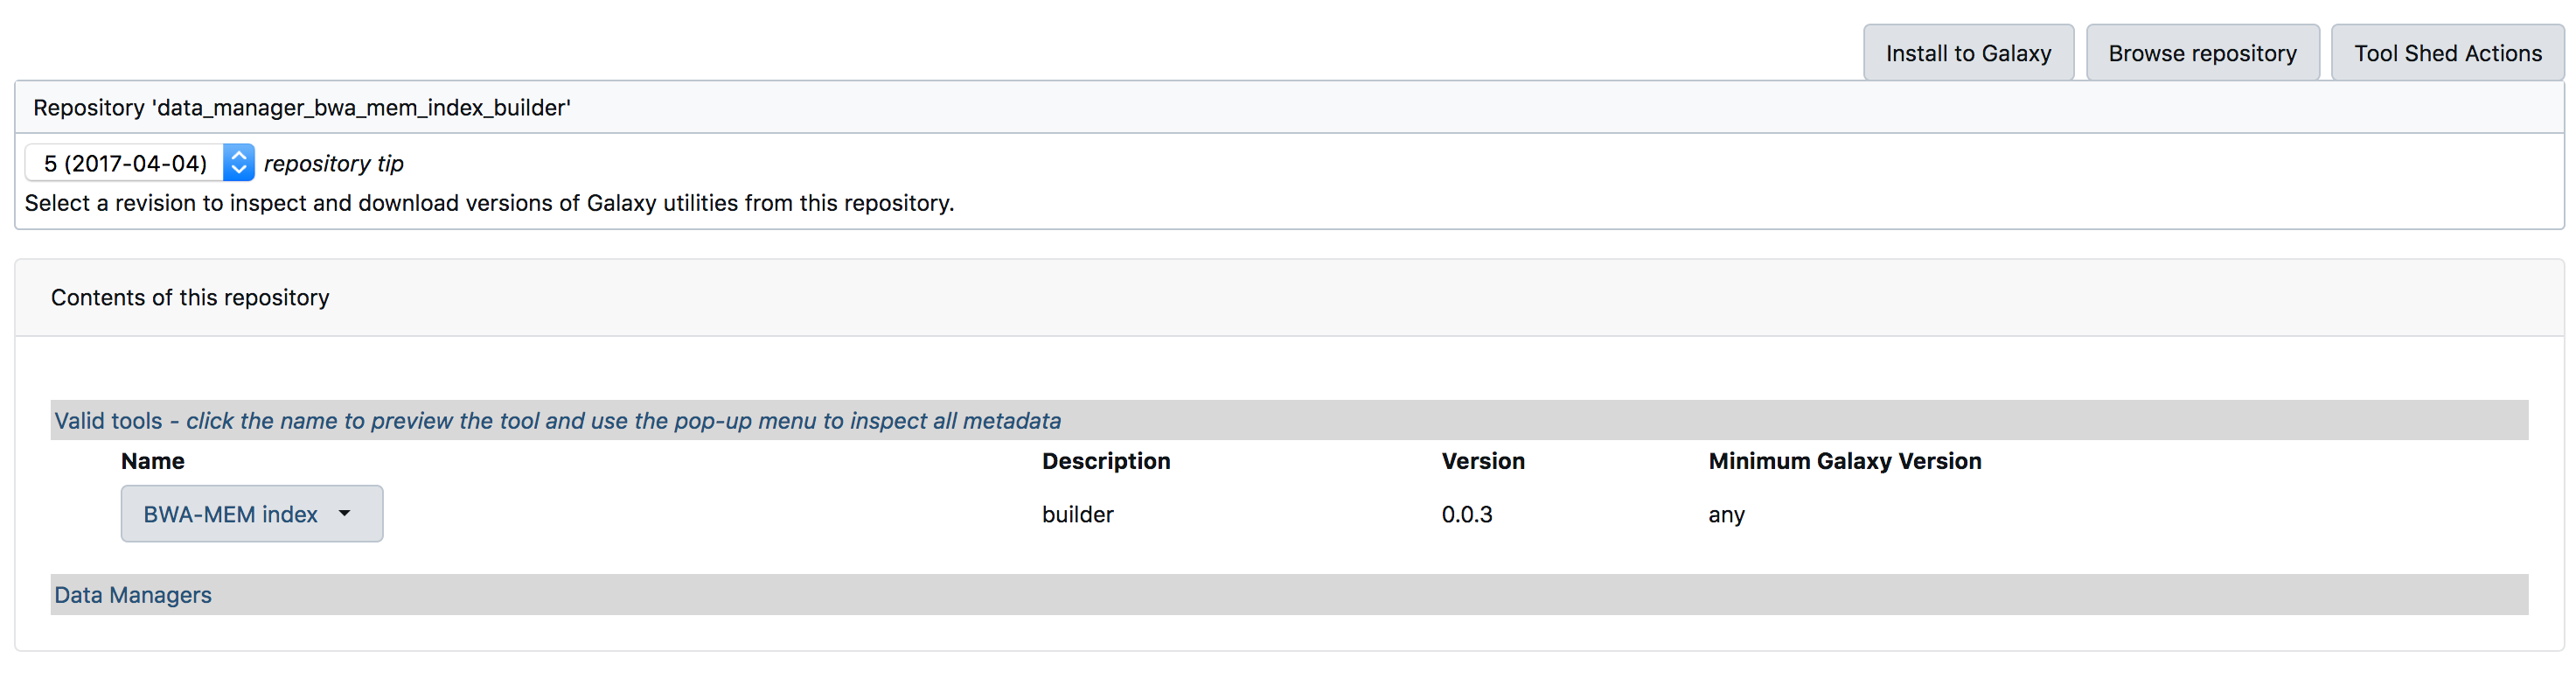 Install to Galaxy Browse repository Tool Shed Actions
Repository 'data_manager_bwa_mem_index_builder'
5 (2017-04-04) repository tip
Select a revision to inspect and download versions of Galaxy utilities from this repository.
Contents of this repository
Valid tools - click the name to preview the tool and use the pop-up menu to inspect all metadata
Name Description Version Minimum Galaxy Version
BWA-MEM index builder 0.0.3 any
Data Managers